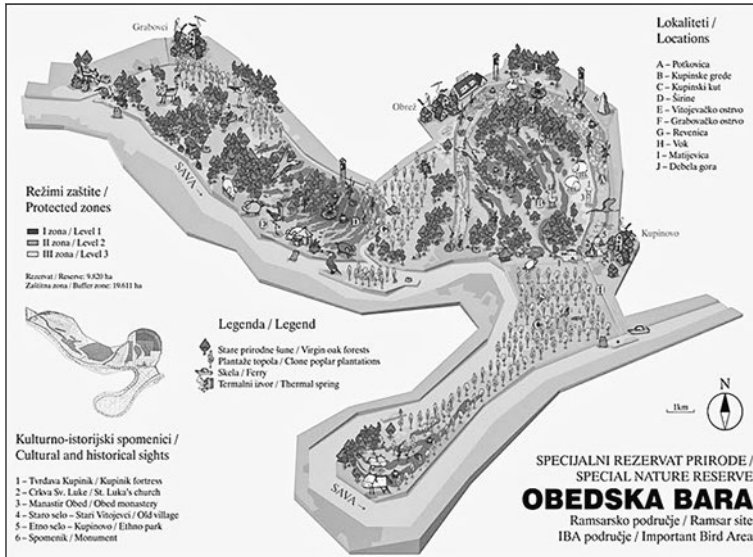 Grabovci
Obrež
Kupinovo
SAVA
SAVA
Lokaliteti /
Locations
A – Potkovica
B – Kupinske grede
C – Kupinski kut
D – Širine
E – Vitojevačko ostrvo
F – Grabovačko ostrvo
G – Revenica
H – Vok
I – Matijevica
J – Debela gora
Režimi zaštite /
Protected zones
I zona / Level 1
II zona / Level 2
III zona / Level 3
Rezervat / Reserve: 9.820 ha
Zaštitna zona / Buffer zone: 19.611 ha
Legenda / Legend
Stare prirodne šume / Virgin oak forests
Plantaže topola / Clone poplar plantations
Skela / Ferry
Termalni izvor / Thermal spring
Kulturno-istorijski spomenici /
Cultural and historical sights
1 – Tvrđava Kupinik / Kupinik fortress
2 – Crkva Sv. Luke / St. Luka's church
3 – Manastir Obed / Obed monastery
4 – Staro selo – Stari Vitojevci / Old village
5 – Etno selo – Kupinovo / Ethno park
6 – Spomenik / Monument
1km
N
SPECIJALNI REZERVAT PRIRODE /
SPECIAL NATURE RESERVE
OBEDSKA BARA
Ramsarsko područje / Ramsar site
IBA područje / Important Bird Area